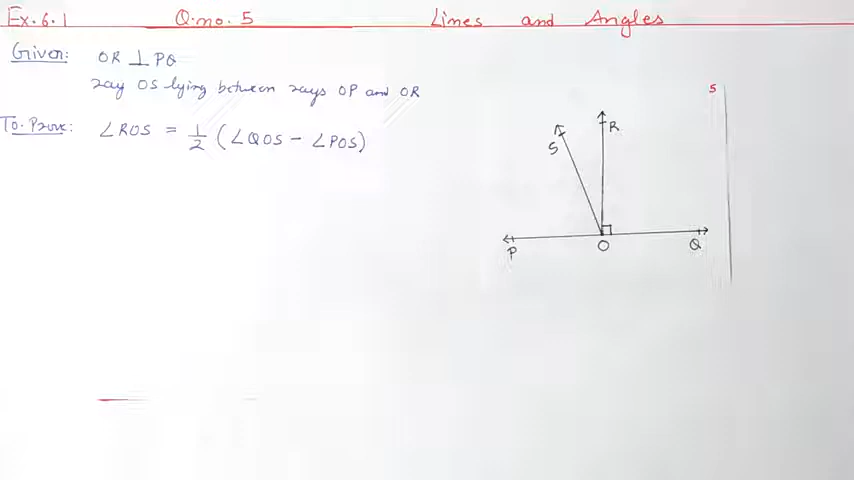 Ex. 6.1 Q.no. 5 Lines and Angles
Given: OR ⊥ PQ
ray OS lying between rays OP and OR
To Prove: ∠ROS = 1/2 (∠QOS − ∠POS)
5
R
S
P O Q